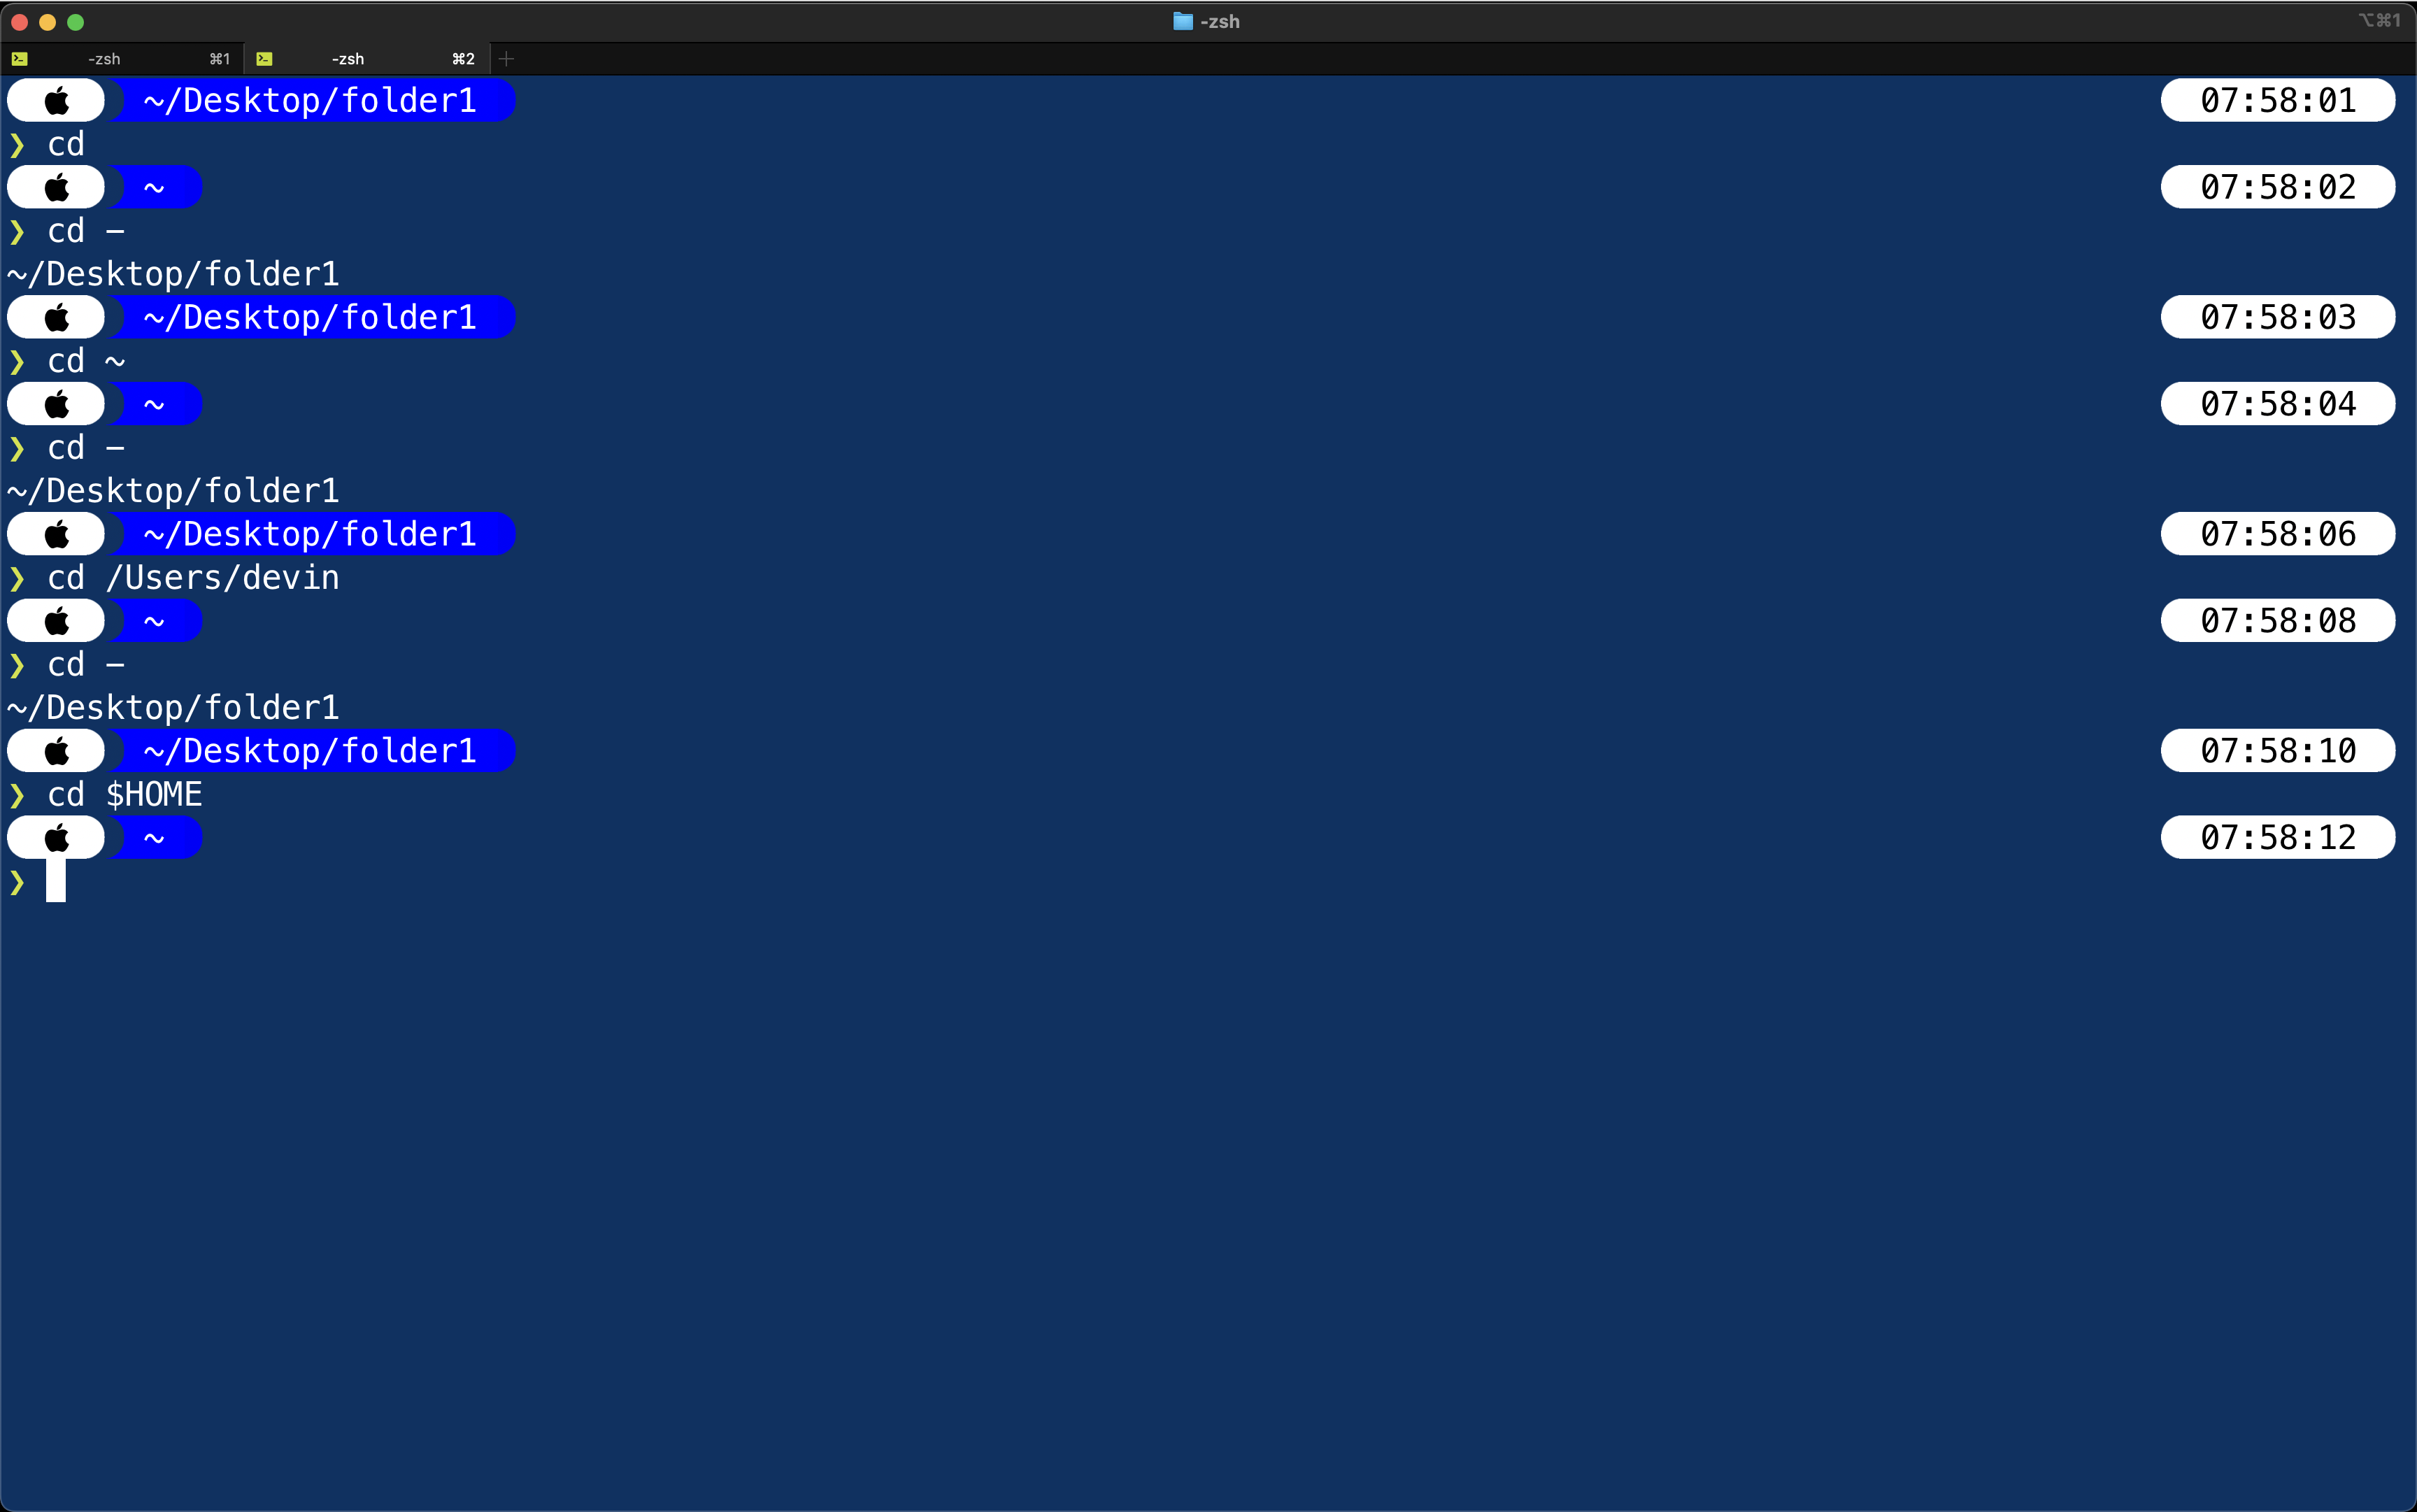 -zsh ⌥⌘1
-zsh ⌘1 -zsh ⌘2
~/Desktop/folder1 07:58:01
❯ cd
~ 07:58:02
❯ cd -
~/Desktop/folder1
~/Desktop/folder1 07:58:03
❯ cd ~
~ 07:58:04
❯ cd -
~/Desktop/folder1
~/Desktop/folder1 07:58:06
❯ cd /Users/devin
~ 07:58:08
❯ cd -
~/Desktop/folder1
~/Desktop/folder1 07:58:10
❯ cd $HOME
~ 07:58:12
❯